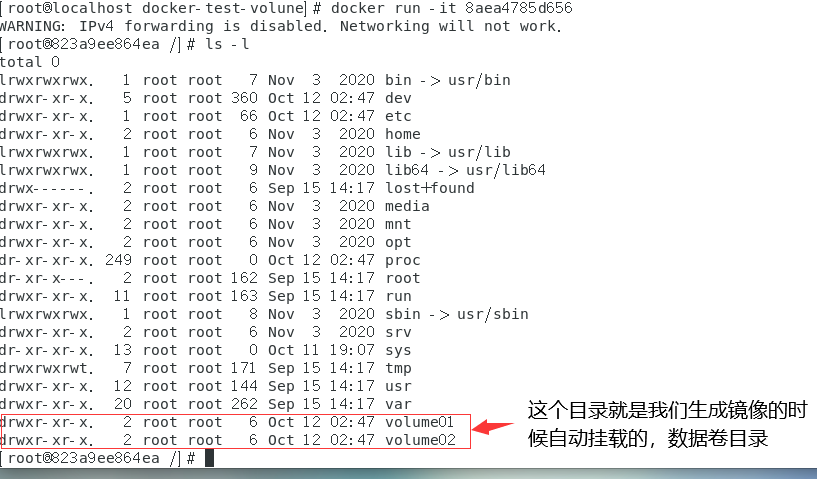 [root@localhost docker-test-volune]# docker run -it 8aea4785d656
WARNING: IPv4 forwarding is disabled. Networking will not work.
[root@823a9ee864ea /]# ls -l
total 0
lrwxrwxrwx.   1 root root   7 Nov  3  2020 bin -> usr/bin
drwxr-xr-x.   5 root root 360 Oct 12 02:47 dev
drwxr-xr-x.   1 root root  66 Oct 12 02:47 etc
drwxr-xr-x.   2 root root   6 Nov  3  2020 home
lrwxrwxrwx.   1 root root   7 Nov  3  2020 lib -> usr/lib
lrwxrwxrwx.   1 root root   9 Nov  3  2020 lib64 -> usr/lib64
drwx------.   2 root root   6 Sep 15 14:17 lost+found
drwxr-xr-x.   2 root root   6 Nov  3  2020 media
drwxr-xr-x.   2 root root   6 Nov  3  2020 mnt
drwxr-xr-x.   2 root root   6 Nov  3  2020 opt
dr-xr-xr-x. 249 root root   0 Oct 12 02:47 proc
dr-xr-x---.   2 root root 162 Sep 15 14:17 root
drwxr-xr-x.  11 root root 163 Sep 15 14:17 run
lrwxrwxrwx.   1 root root   8 Nov  3  2020 sbin -> usr/sbin
drwxr-xr-x.   2 root root   6 Nov  3  2020 srv
dr-xr-xr-x.  13 root root   0 Oct 11 19:07 sys
drwxrwxrwt.   7 root root 171 Sep 15 14:17 tmp
drwxr-xr-x.  12 root root 144 Sep 15 14:17 usr
drwxr-xr-x.  20 root root 262 Sep 15 14:17 var
drwxr-xr-x.   2 root root   6 Oct 12 02:47 volume01
drwxr-xr-x.   2 root root   6 Oct 12 02:47 volume02
[root@823a9ee864ea /]#
这个目录就是我们生成镜像的时
候自动挂载的，数据卷目录